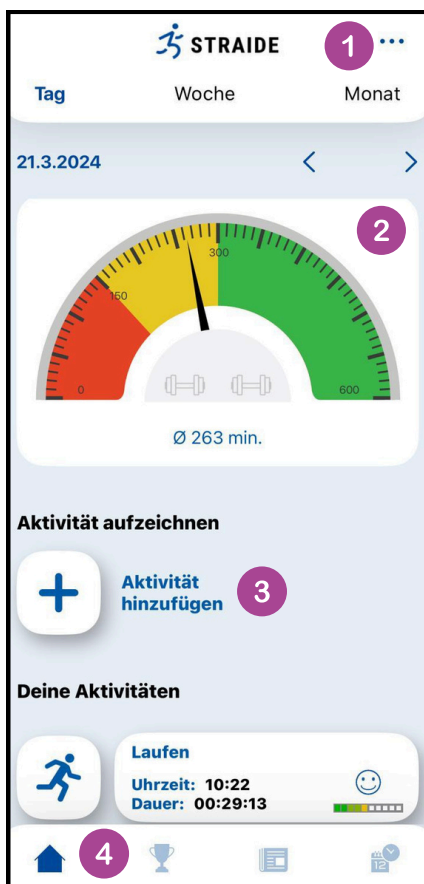 STRAIDE
1
Tag Woche Monat
21.3.2024
2
0 150 300 600
Ø 263 min.
Aktivität aufzeichnen
Aktivität
hinzufügen
3
Deine Aktivitäten
Laufen
Uhrzeit: 10:22
Dauer: 00:29:13
4
12